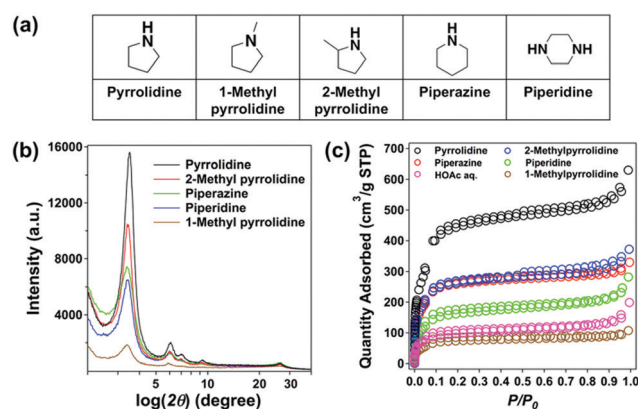 (a)
H
N
N
H
N
H
N
HN NH
Pyrrolidine
1-Methyl
pyrrolidine
2-Methyl
pyrrolidine
Piperazine
Piperidine
(b)
16000
12000
8000
4000
Intensity (a.u.)
Pyrrolidine
2-Methyl pyrrolidine
Piperazine
Piperidine
1-Methyl pyrrolidine
5 10 20 30
log(2θ) (degree)
(c)
700
600
500
400
300
200
100
0
Quantity Adsorbed (cm³/g STP)
Pyrrolidine 2-Methylpyrrolidine
Piperazine Piperidine
HOAc aq. 1-Methylpyrrolidine
0.0 0.1 0.2 0.3 0.4 0.5 0.6 0.7 0.8 0.9 1.0
P/P₀